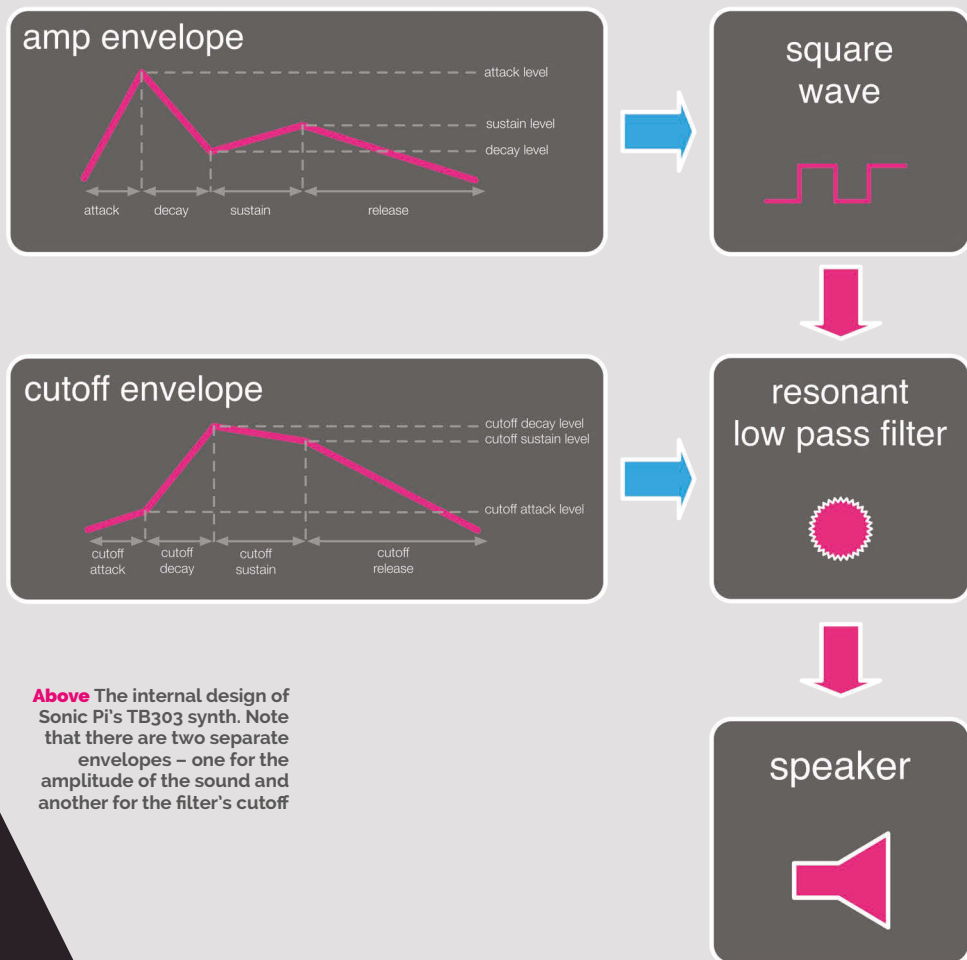 amp envelope
attack level
sustain level
decay level
attack
decay
sustain
release
square
wave
cutoff envelope
cutoff decay level
cutoff sustain level
cutoff attack level
cutoff
attack
cutoff
decay
cutoff
sustain
cutoff
release
resonant
low pass filter
Above The internal design of
Sonic Pi's TB303 synth. Note
that there are two separate
envelopes – one for the
amplitude of the sound and
another for the filter's cutoff
speaker